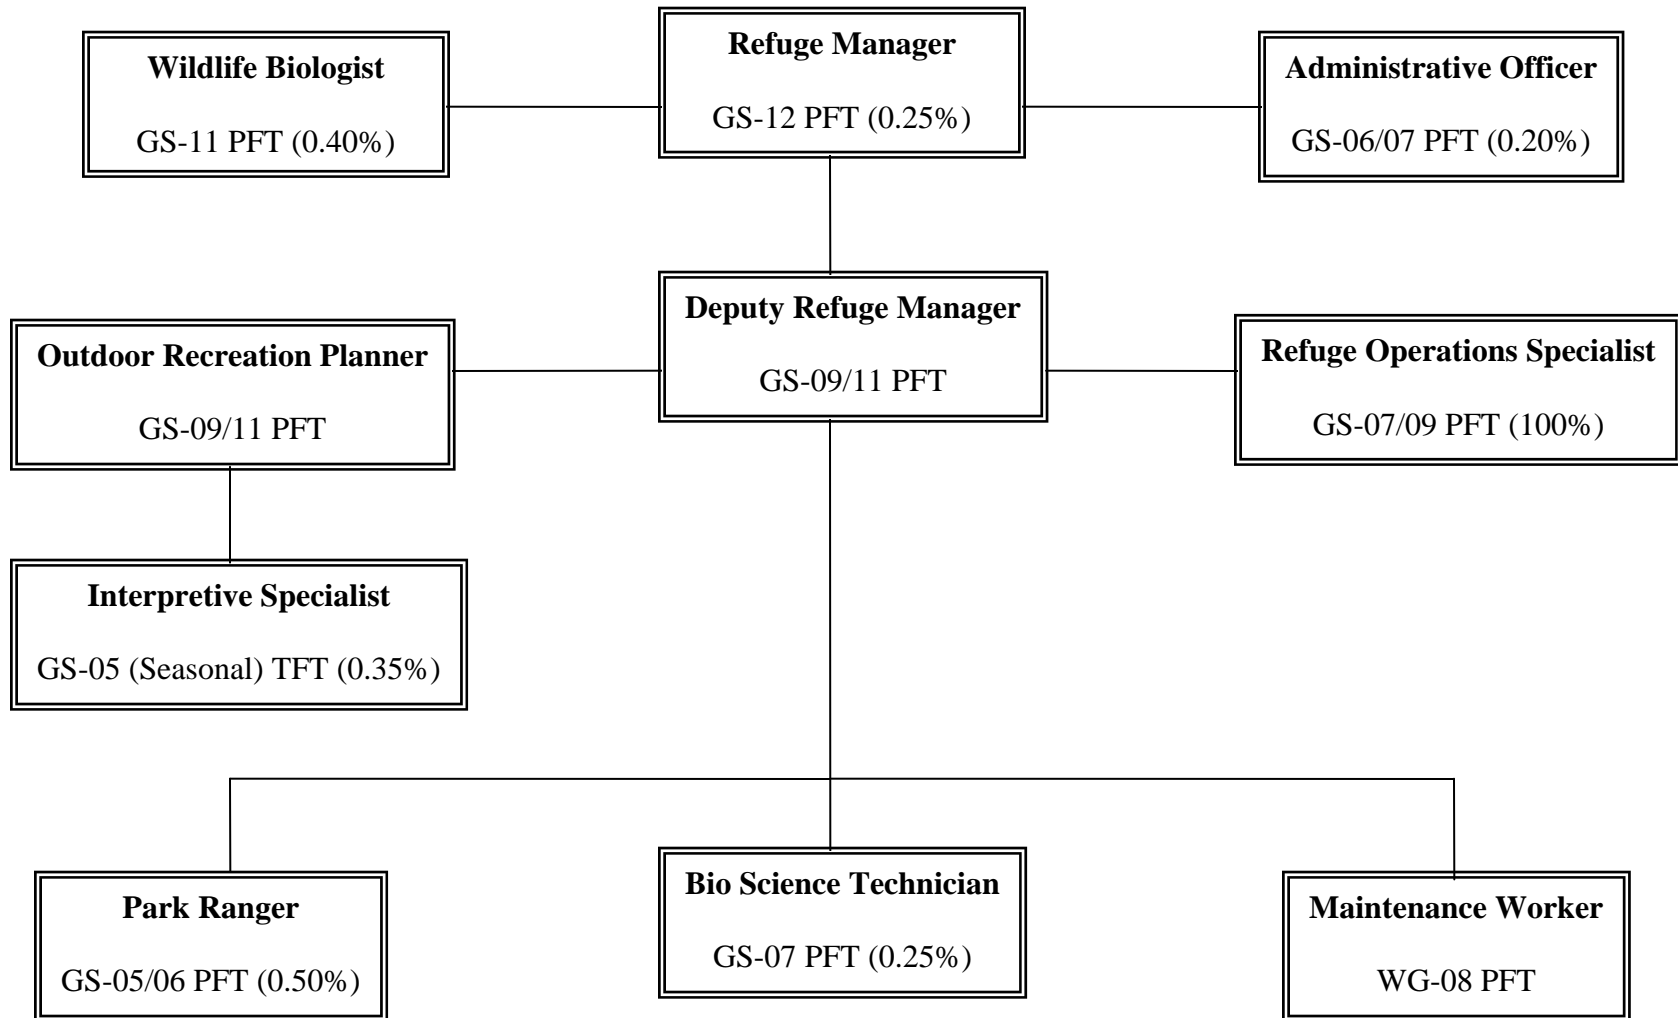 Wildlife Biologist
GS-11 PFT (0.40%)
Refuge Manager
GS-12 PFT (0.25%)
Administrative Officer
GS-06/07 PFT (0.20%)
Outdoor Recreation Planner
GS-09/11 PFT
Deputy Refuge Manager
GS-09/11 PFT
Refuge Operations Specialist
GS-07/09 PFT (100%)
Interpretive Specialist
GS-05 (Seasonal) TFT (0.35%)
Park Ranger
GS-05/06 PFT (0.50%)
Bio Science Technician
GS-07 PFT (0.25%)
Maintenance Worker
WG-08 PFT